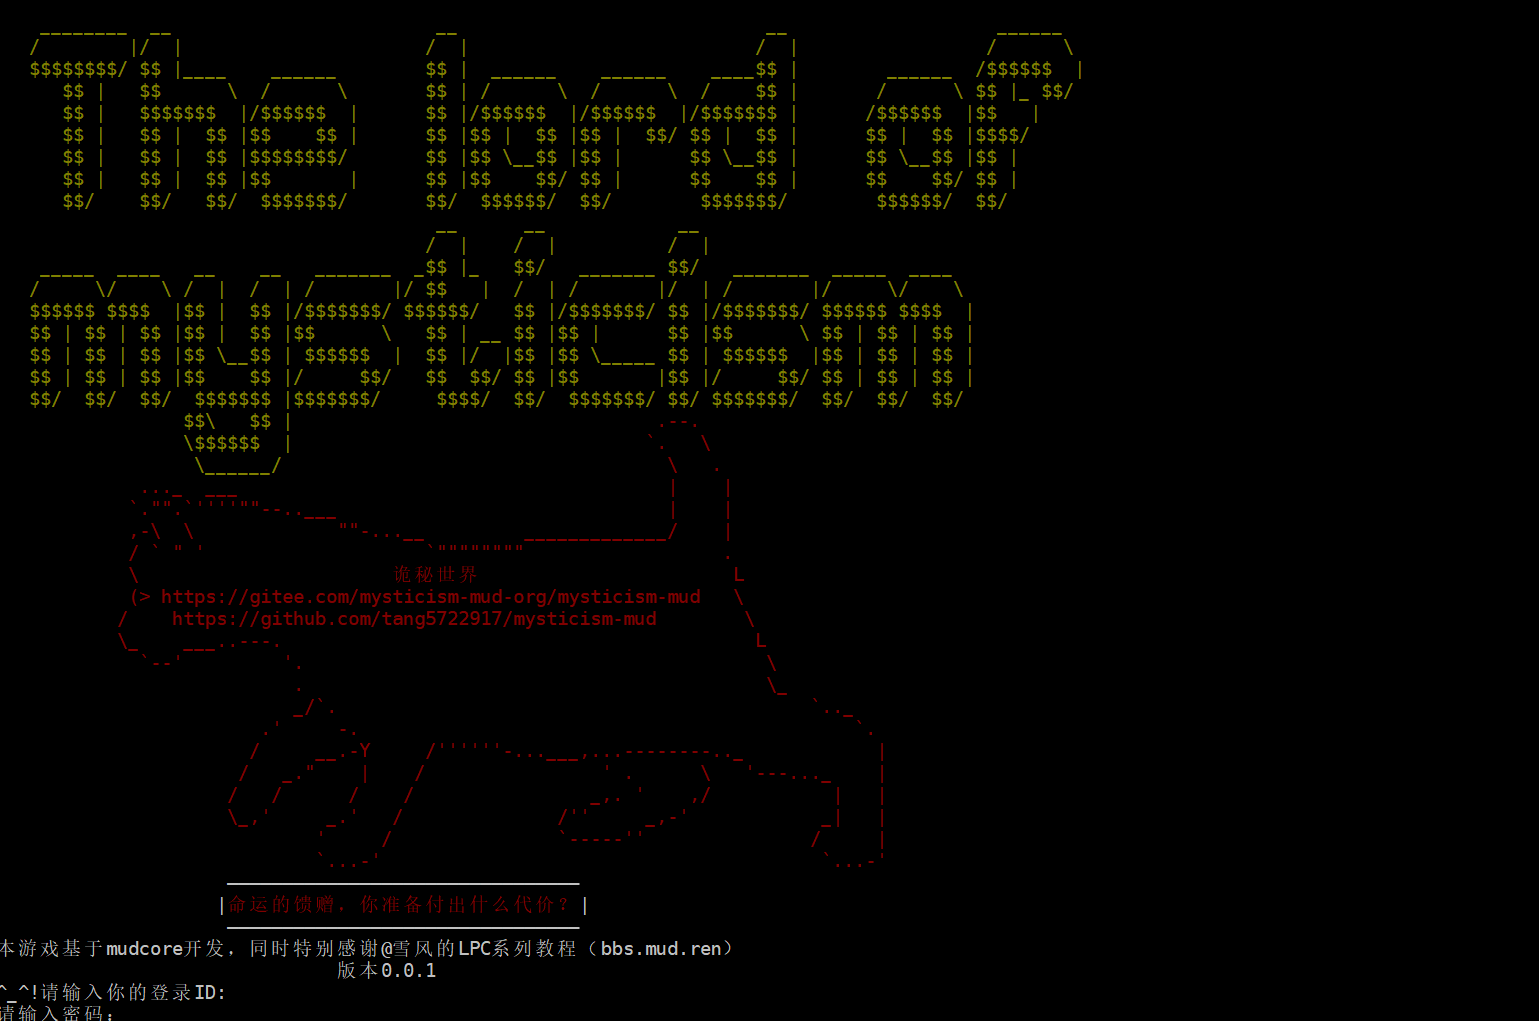 The lord of
mysticism
诡秘世界
https://gitee.com/mysticism-mud-org/mysticism-mud
https://github.com/tang5722917/mysticism-mud
命运的馈赠，你准备付出什么代价？
本游戏基于mudcore开发，同时特别感谢@雪风的LPC系列教程（bbs.mud.ren）
版本0.0.1
^_^!请输入你的登录ID:
请输入密码：